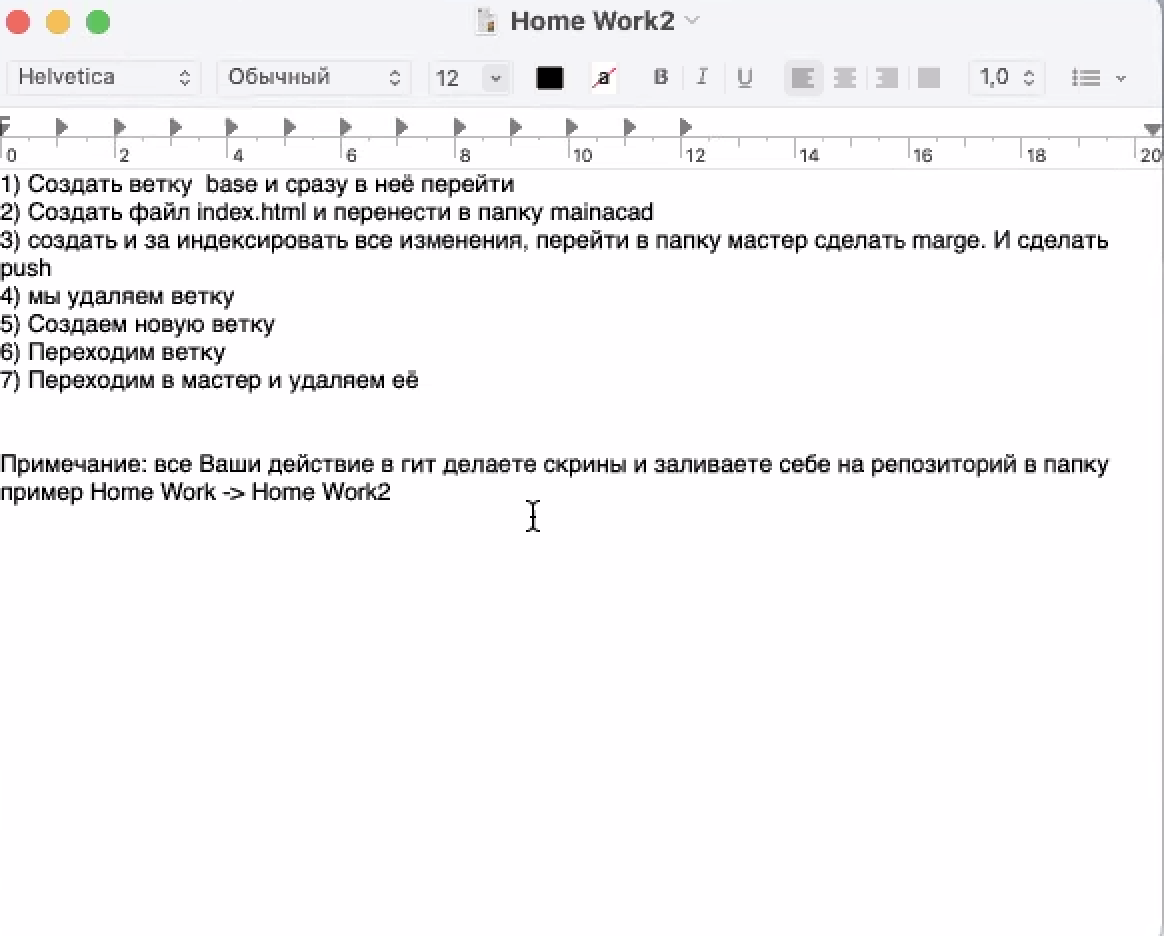 Home Work2
Helvetica Обычный 12 a B I U 1,0
0 2 4 6 8 10 12 14 16 18 20
1) Создать ветку  base и сразу в неё перейти
2) Создать файл index.html и перенести в папку mainacad
3) создать и за индексировать все изменения, перейти в папку мастер сделать marge. И сделать
push
4) мы удаляем ветку
5) Создаем новую ветку
6) Переходим ветку
7) Переходим в мастер и удаляем её
Примечание: все Ваши действие в гит делаете скрины и заливаете себе на репозиторий в папку
пример Home Work -> Home Work2